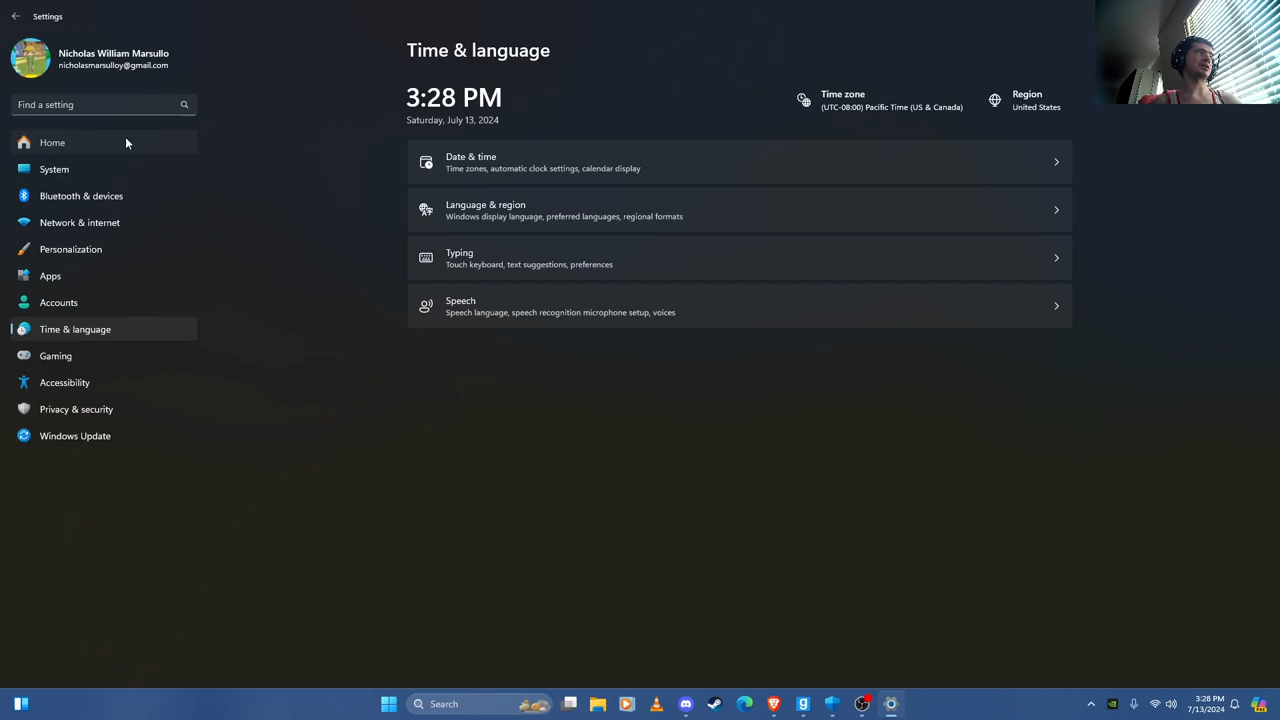 Settings
Nicholas William Marsullo
nicholasmarsulloy@gmail.com
Find a setting
Home
System
Bluetooth & devices
Network & internet
Personalization
Apps
Accounts
Time & language
Gaming
Accessibility
Privacy & security
Windows Update
Time & language
3:28 PM
Saturday, July 13, 2024
Time zone
(UTC-08:00) Pacific Time (US & Canada)
Region
United States
Date & time
Time zones, automatic clock settings, calendar display
Language & region
Windows display language, preferred languages, regional formats
Typing
Touch keyboard, text suggestions, preferences
Speech
Speech language, speech recognition microphone setup, voices
Search
3:28 PM
7/13/2024